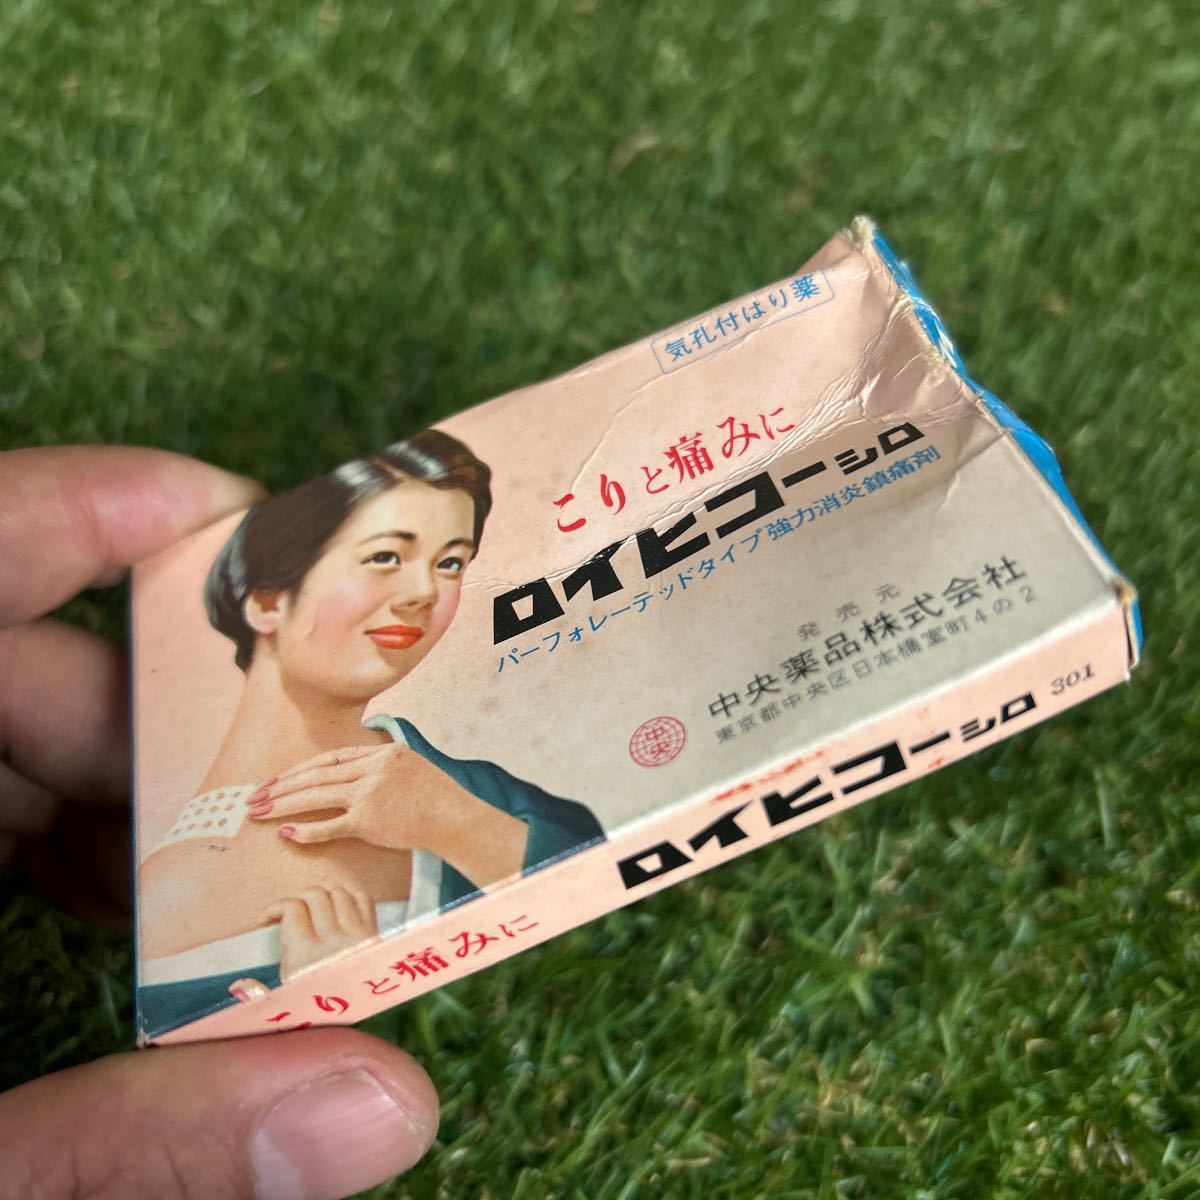 気孔付はり薬
こりと痛みに
ロイヒコーシロ
パーフォレーテッドタイプ強力消炎鎮痛剤
発売元
中央薬品株式会社
東京都中央区日本橋室町4の2
中央
こりと痛みに ロイヒコーシロ 301